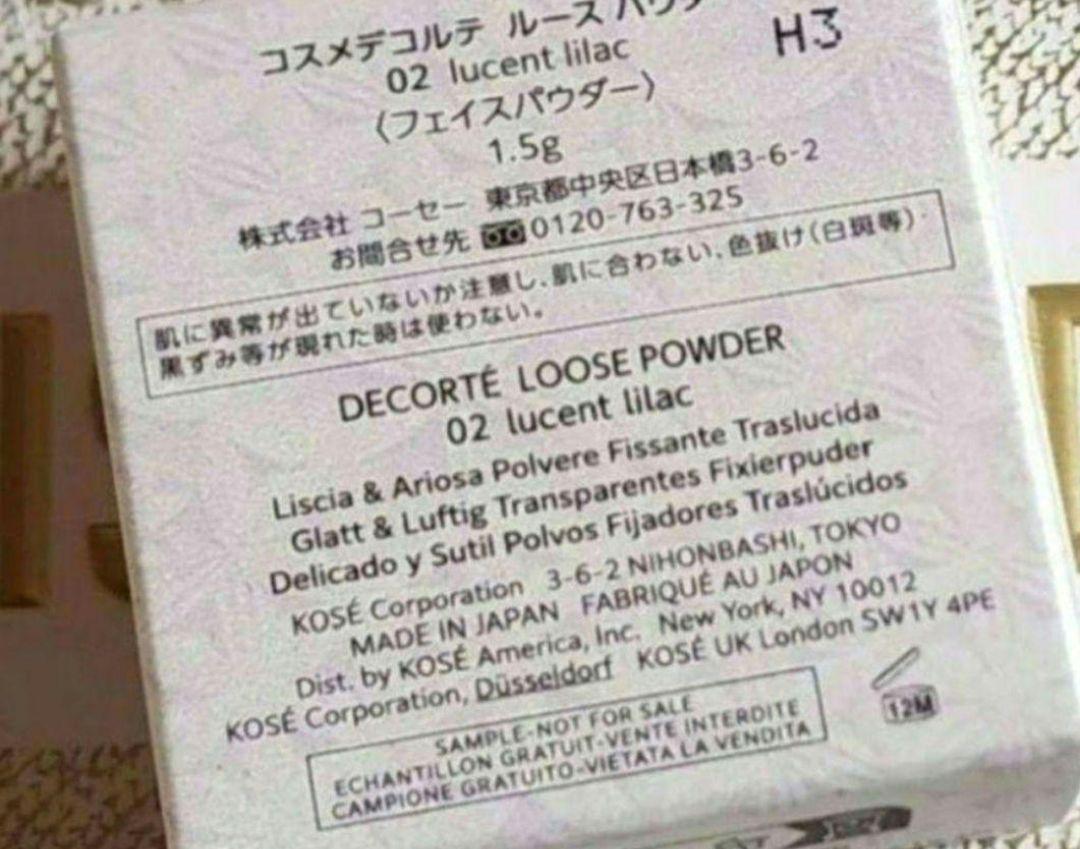 コスメデコルテ ルース パウダー
H3
02 lucent lilac
〈フェイスパウダー〉
1.5g
株式会社 コーセー 東京都中央区日本橋3-6-2
お問合せ先 0120-763-325
肌に異常が出ていないか注意し、肌に合わない、色抜け(白斑等)
黒ずみ等が現れた時は使わない。
DECORTÉ LOOSE POWDER
02 lucent lilac
Liscia & Ariosa Polvere Fissante Traslucida
Glatt & Luftig Transparentes Fixierpuder
Delicado y Sutil Polvos Fijadores Traslúcidos
KOSÉ Corporation 3-6-2 NIHONBASHI, TOKYO
MADE IN JAPAN FABRIQUÉ AU JAPON
Dist. by KOSÉ America, Inc. New York, NY 10012
KOSÉ Corporation, Düsseldorf KOSÉ UK London SW1Y 4PE
SAMPLE-NOT FOR SALE
ECHANTILLON GRATUIT-VENTE INTERDITE
CAMPIONE GRATUITO-VIETATA LA VENDITA
12M